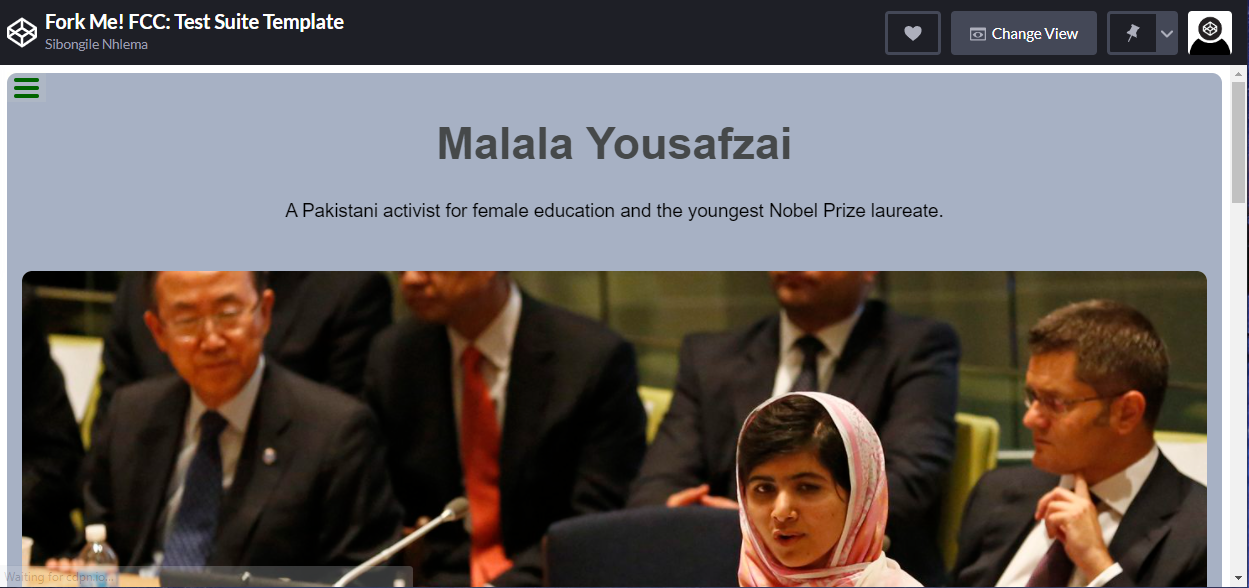 Fork Me! FCC: Test Suite Template
Sibongile Nhlema
Change View
Malala Yousafzai
A Pakistani activist for female education and the youngest Nobel Prize laureate.
Waiting for cdpn.io...